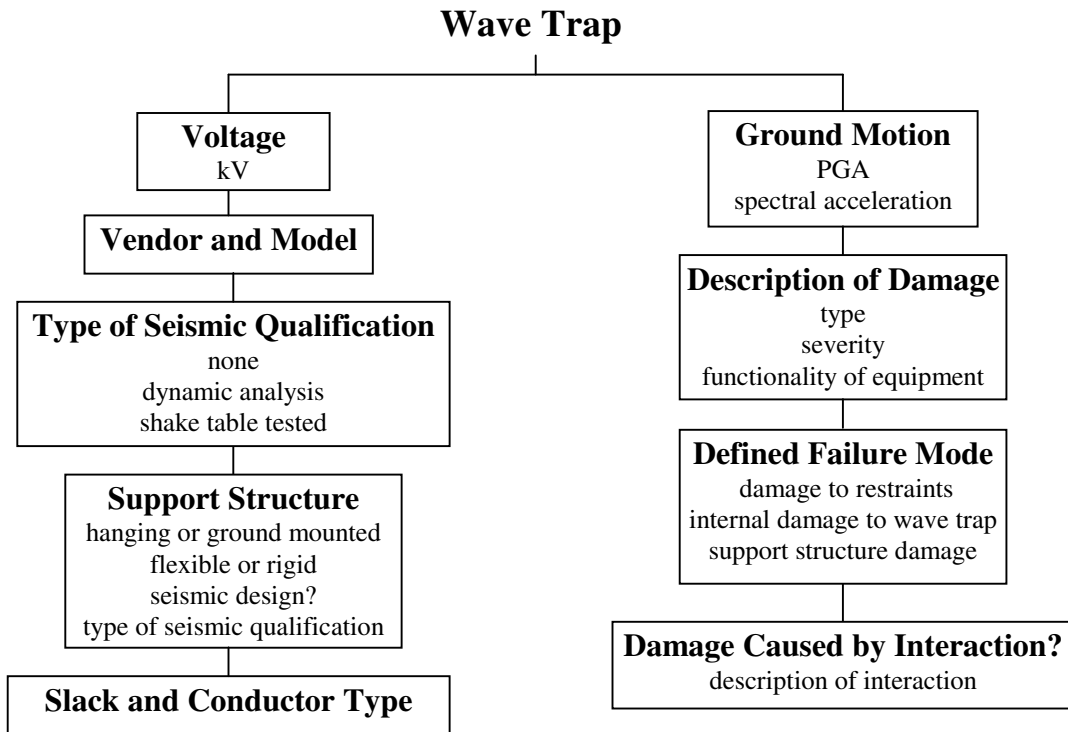 Wave Trap
Voltage
kV
Vendor and Model
Type of Seismic Qualification
none
dynamic analysis
shake table tested
Support Structure
hanging or ground mounted
flexible or rigid
seismic design?
type of seismic qualification
Slack and Conductor Type
Ground Motion
PGA
spectral acceleration
Description of Damage
type
severity
functionality of equipment
Defined Failure Mode
damage to restraints
internal damage to wave trap
support structure damage
Damage Caused by Interaction?
description of interaction